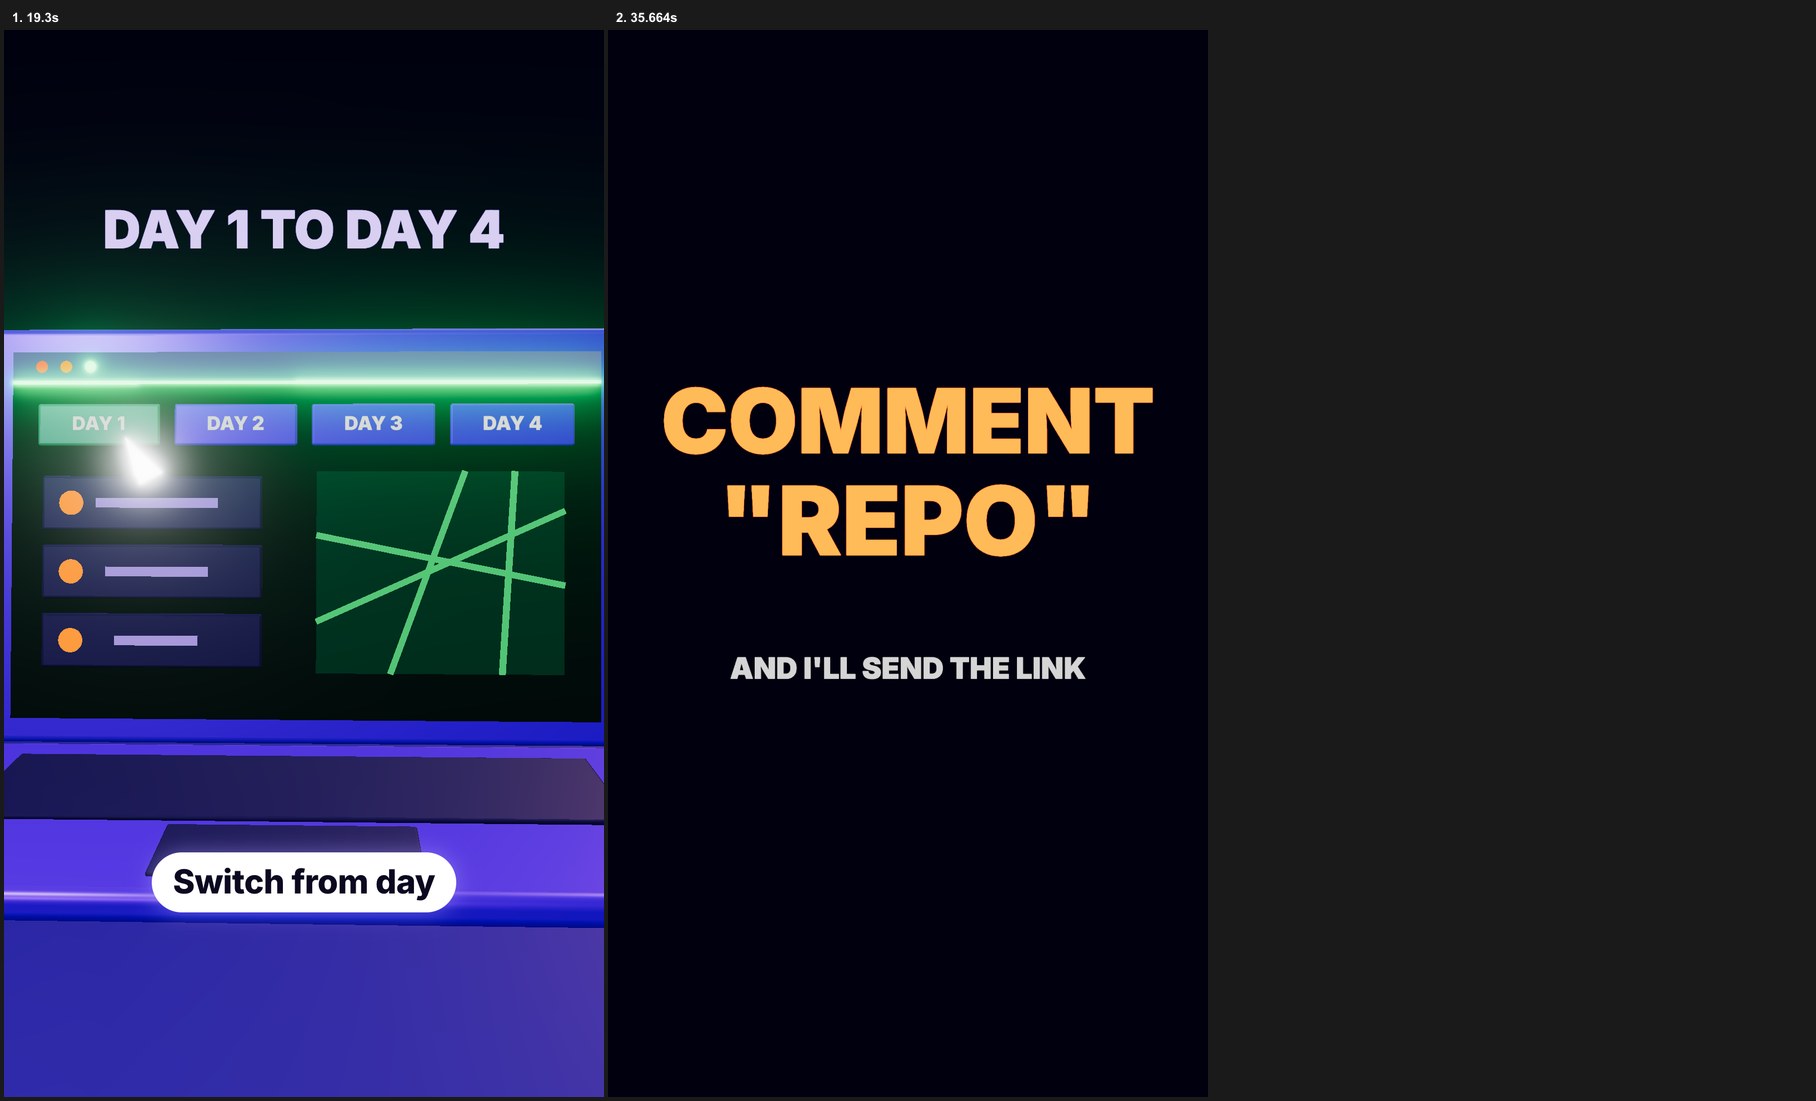 1. 19.3s
DAY 1 TO DAY 4
DAY 1
DAY 2
DAY 3
DAY 4
Switch from day
2. 35.664s
COMMENT
"REPO"
AND I'LL SEND THE LINK